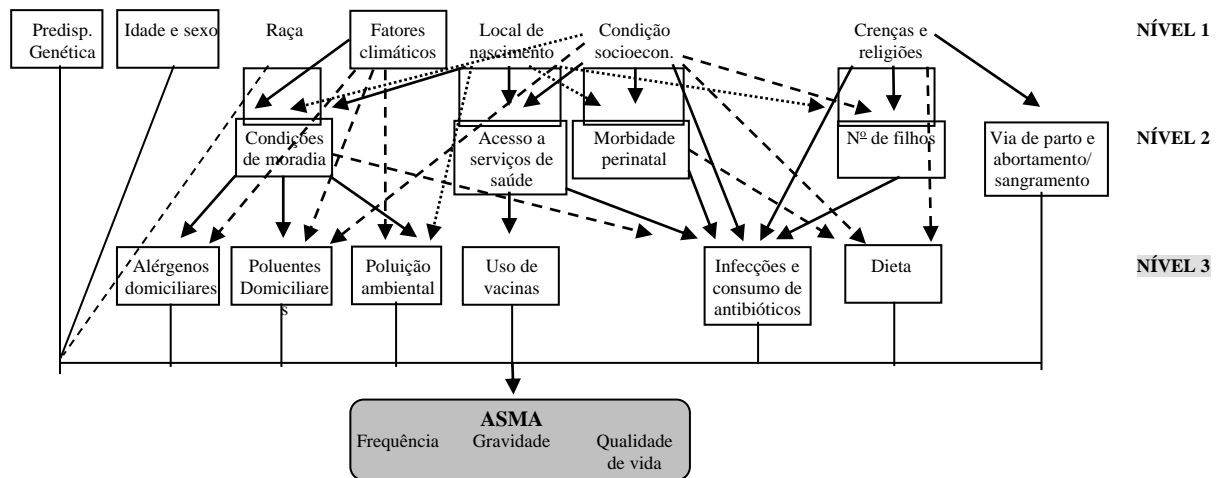 Predisp.
Genética
Idade e sexo
Raça
Fatores
climáticos
Local de
nascimento
Condição
socioecon.
Crenças e
religiões
NÍVEL 1
Condições
de moradia
Acesso a
serviços de
saúde
Morbidade
perinatal
Nº de filhos
Via de parto e
abortamento/
sangramento
NÍVEL 2
Alérgenos
domiciliares
Poluentes
Domiciliare
s
Poluição
ambiental
Uso de
vacinas
Infecções e
consumo de
antibióticos
Dieta
NÍVEL 3
ASMA
Frequência Gravidade Qualidade
de vida